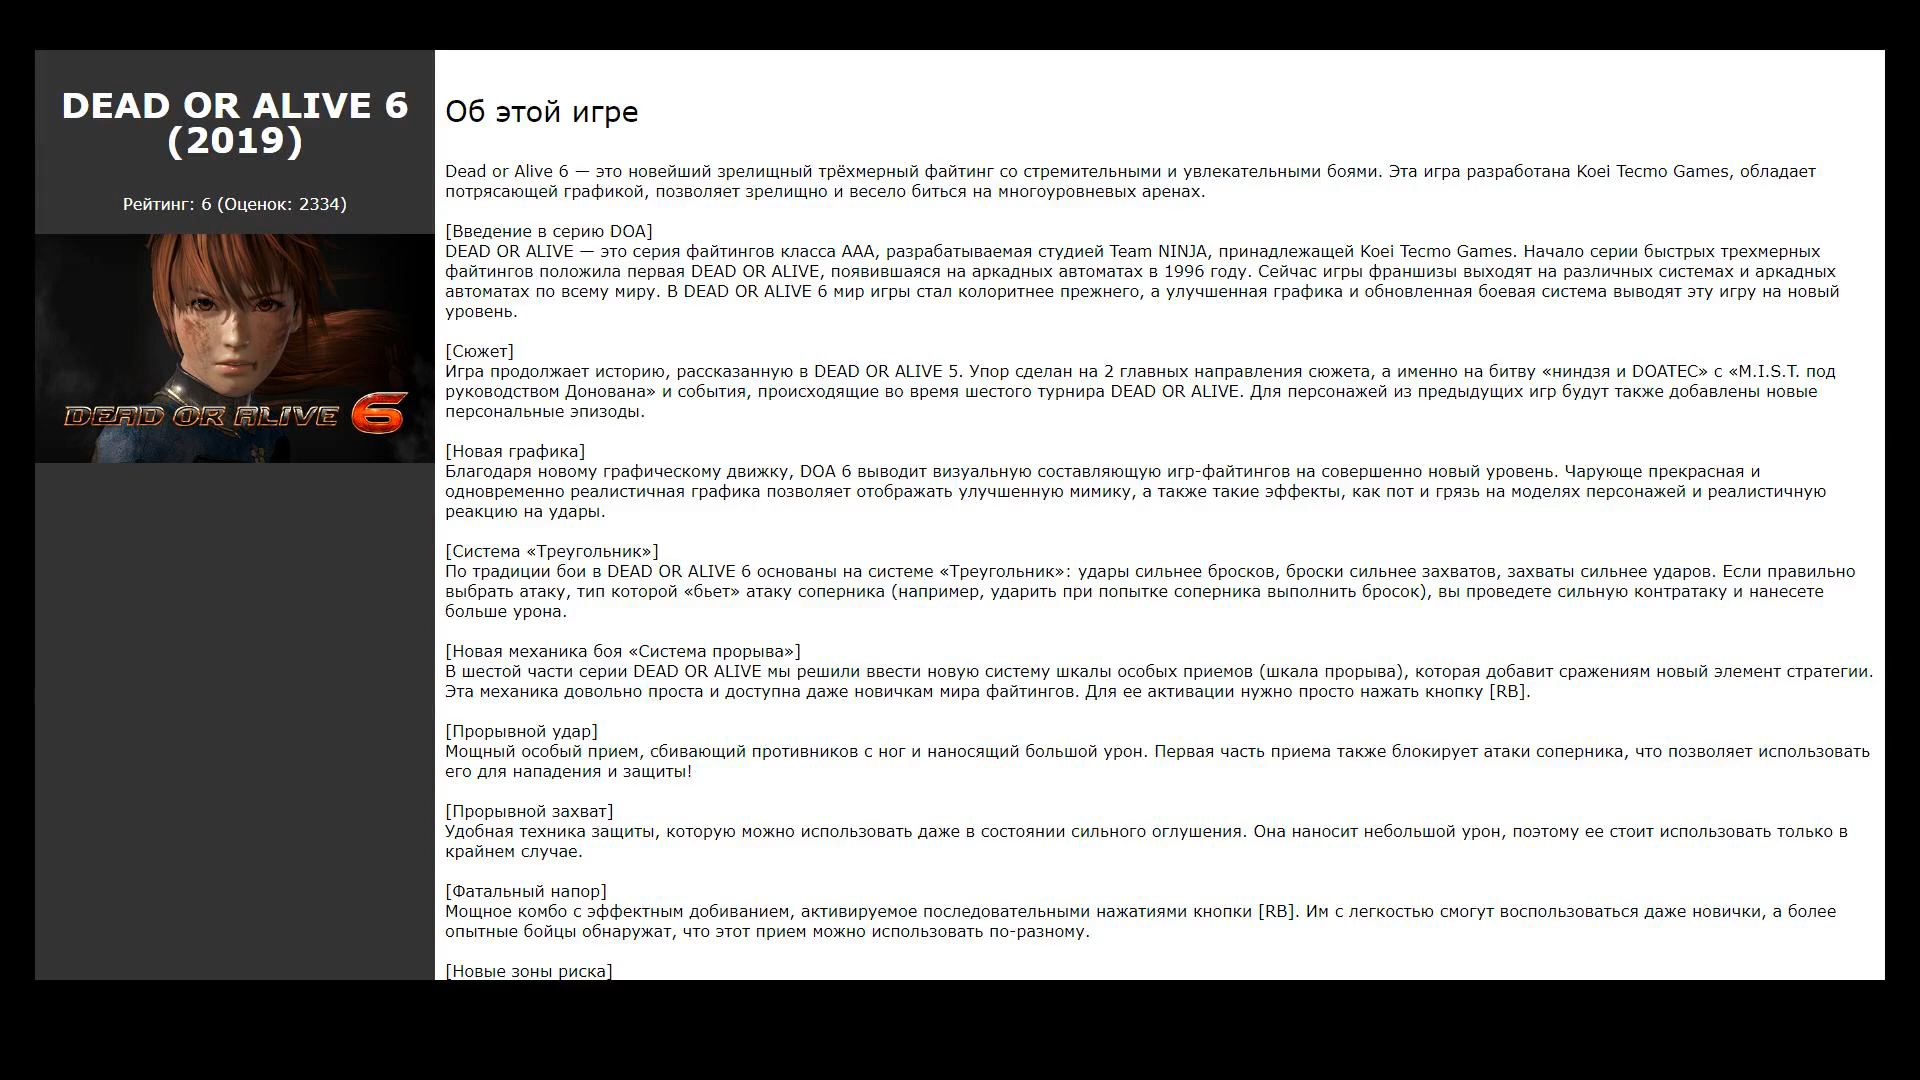 DEAD OR ALIVE 6
(2019)
Рейтинг: 6 (Оценок: 2334)
DEAD OR ALIVE 6
Об этой игре
Dead or Alive 6 — это новейший зрелищный трёхмерный файтинг со стремительными и увлекательными боями. Эта игра разработана Koei Tecmo Games, обладает
потрясающей графикой, позволяет зрелищно и весело биться на многоуровневых аренах.
[Введение в серию DOA]
DEAD OR ALIVE — это серия файтингов класса AAA, разрабатываемая студией Team NINJA, принадлежащей Koei Tecmo Games. Начало серии быстрых трехмерных
файтингов положила первая DEAD OR ALIVE, появившаяся на аркадных автоматах в 1996 году. Сейчас игры франшизы выходят на различных системах и аркадных
автоматах по всему миру. В DEAD OR ALIVE 6 мир игры стал колоритнее прежнего, а улучшенная графика и обновленная боевая система выводят эту игру на новый
уровень.
[Сюжет]
Игра продолжает историю, рассказанную в DEAD OR ALIVE 5. Упор сделан на 2 главных направления сюжета, а именно на битву «ниндзя и DOATEC» с «M.I.S.T. под
руководством Донована» и события, происходящие во время шестого турнира DEAD OR ALIVE. Для персонажей из предыдущих игр будут также добавлены новые
персональные эпизоды.
[Новая графика]
Благодаря новому графическому движку, DOA 6 выводит визуальную составляющую игр-файтингов на совершенно новый уровень. Чарующе прекрасная и
одновременно реалистичная графика позволяет отображать улучшенную мимику, а также такие эффекты, как пот и грязь на моделях персонажей и реалистичную
реакцию на удары.
[Система «Треугольник»]
По традиции бои в DEAD OR ALIVE 6 основаны на системе «Треугольник»: удары сильнее бросков, броски сильнее захватов, захваты сильнее ударов. Если правильно
выбрать атаку, тип которой «бьет» атаку соперника (например, ударить при попытке соперника выполнить бросок), вы проведете сильную контратаку и нанесете
больше урона.
[Новая механика боя «Система прорыва»]
В шестой части серии DEAD OR ALIVE мы решили ввести новую систему шкалы особых приемов (шкала прорыва), которая добавит сражениям новый элемент стратегии.
Эта механика довольно проста и доступна даже новичкам мира файтингов. Для ее активации нужно просто нажать кнопку [RB].
[Прорывной удар]
Мощный особый прием, сбивающий противников с ног и наносящий большой урон. Первая часть приема также блокирует атаки соперника, что позволяет использовать
его для нападения и защиты!
[Прорывной захват]
Удобная техника защиты, которую можно использовать даже в состоянии сильного оглушения. Она наносит небольшой урон, поэтому ее стоит использовать только в
крайнем случае.
[Фатальный напор]
Мощное комбо с эффектным добиванием, активируемое последовательными нажатиями кнопки [RB]. Им с легкостью смогут воспользоваться даже новички, а более
опытные бойцы обнаружат, что этот прием можно использовать по-разному.
[Новые зоны риска]